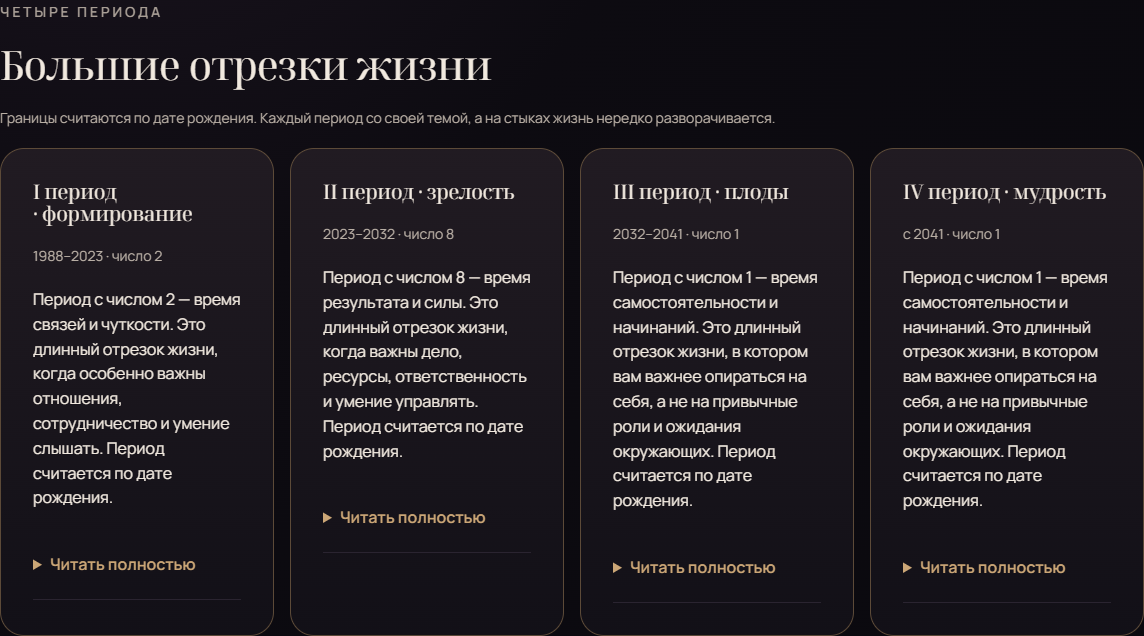 ЧЕТЫРЕ ПЕРИОДА
Большие отрезки жизни
Границы считаются по дате рождения. Каждый период со своей темой, а на стыках жизнь нередко разворачивается.
I период
· формирование
1988–2023 · число 2
Период с числом 2 — время
связей и чуткости. Это
длинный отрезок жизни,
когда особенно важны
отношения,
сотрудничество и умение
слышать. Период
считается по дате
рождения.
▶ Читать полностью
II период · зрелость
2023–2032 · число 8
Период с числом 8 — время
результата и силы. Это
длинный отрезок жизни,
когда важны дело,
ресурсы, ответственность
и умение управлять.
Период считается по дате
рождения.
▶ Читать полностью
III период · плоды
2032–2041 · число 1
Период с числом 1 — время
самостоятельности и
начинаний. Это длинный
отрезок жизни, в котором
вам важнее опираться на
себя, а не на привычные
роли и ожидания
окружающих. Период
считается по дате
рождения.
▶ Читать полностью
IV период · мудрость
с 2041 · число 1
Период с числом 1 — время
самостоятельности и
начинаний. Это длинный
отрезок жизни, в котором
вам важнее опираться на
себя, а не на привычные
роли и ожидания
окружающих. Период
считается по дате
рождения.
▶ Читать полностью